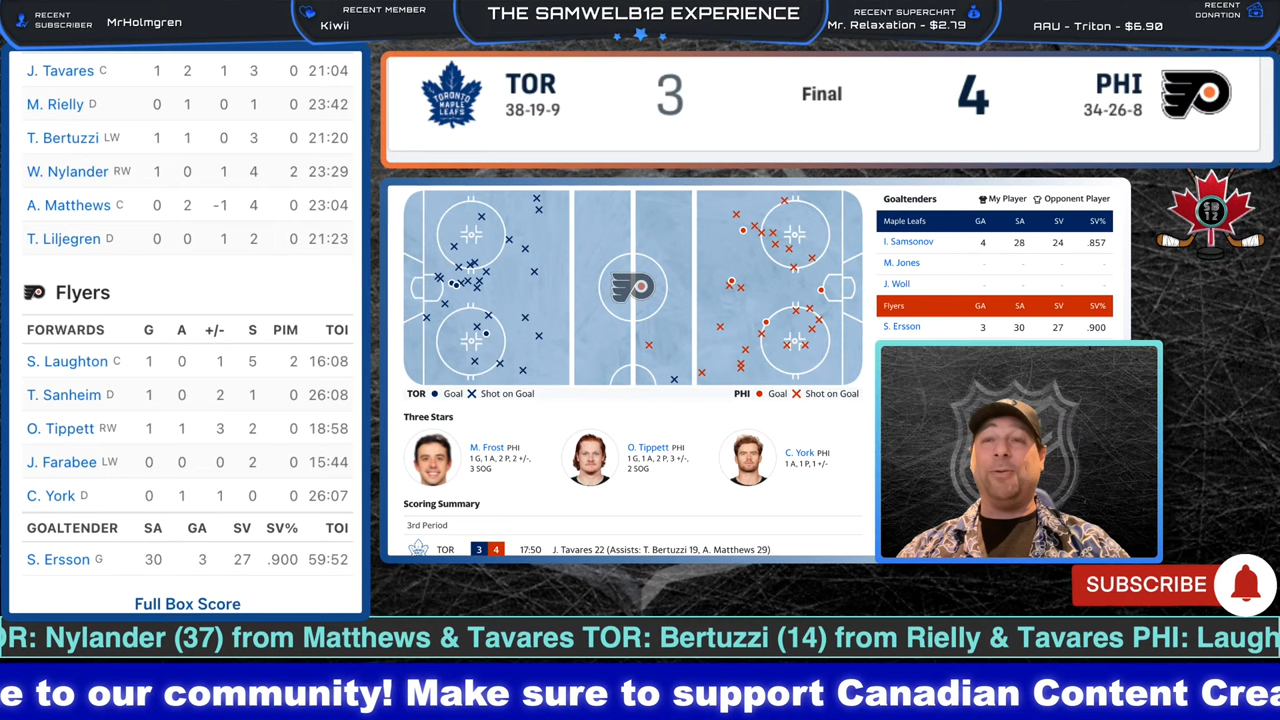 RECENT
SUBSCRIBER
MrHolmgren
RECENT MEMBER
Kiwii
THE SAMWELB12 EXPERIENCE
RECENT SUPERCHAT
Mr. Relaxation - $2.79
RECENT
DONATION
AAU - Triton - $6.90
J. Tavares C 1 2 1 3 0 21:04
M. Rielly D 0 1 0 1 0 23:42
T. Bertuzzi LW 1 1 0 3 0 21:20
W. Nylander RW 1 0 1 4 2 23:29
A. Matthews C 0 2 -1 4 0 23:04
T. Liljegren D 0 0 1 2 0 21:23
Flyers
FORWARDS G A +/- S PIM TOI
S. Laughton C 1 0 1 5 2 16:08
T. Sanheim D 1 0 2 1 0 26:08
O. Tippett RW 1 1 3 2 0 18:58
J. Farabee LW 0 0 0 2 0 15:44
C. York D 0 1 1 0 0 26:07
GOALTENDER SA GA SV SV% TOI
S. Ersson G 30 3 27 .900 59:52
Full Box Score
TORONTO
MAPLE
LEAFS
TOR
38-19-9
3
Final
4
PHI
34-26-8
SB
12
TOR Goal Shot on Goal
PHI Goal Shot on Goal
Goaltenders My Player Opponent Player
Maple Leafs GA SA SV SV%
I. Samsonov 4 28 24 .857
M. Jones - - - -
J. Woll - - - -
Flyers GA SA SV SV%
S. Ersson 3 30 27 .900
Three Stars
M. Frost PHI
1 G, 1 A, 2 P, 2 +/-,
3 SOG
O. Tippett PHI
1 G, 1 A, 2 P, 3 +/-,
2 SOG
C. York PHI
1 A, 1 P, 1 +/-
Scoring Summary
3rd Period
TOR 3 4 17:50 J. Tavares 22 (Assists: T. Bertuzzi 19, A. Matthews 29)
SUBSCRIBE
OR: Nylander (37) from Matthews & Tavares TOR: Bertuzzi (14) from Rielly & Tavares PHI: Laugh
e to our community! Make sure to support Canadian Content Crea